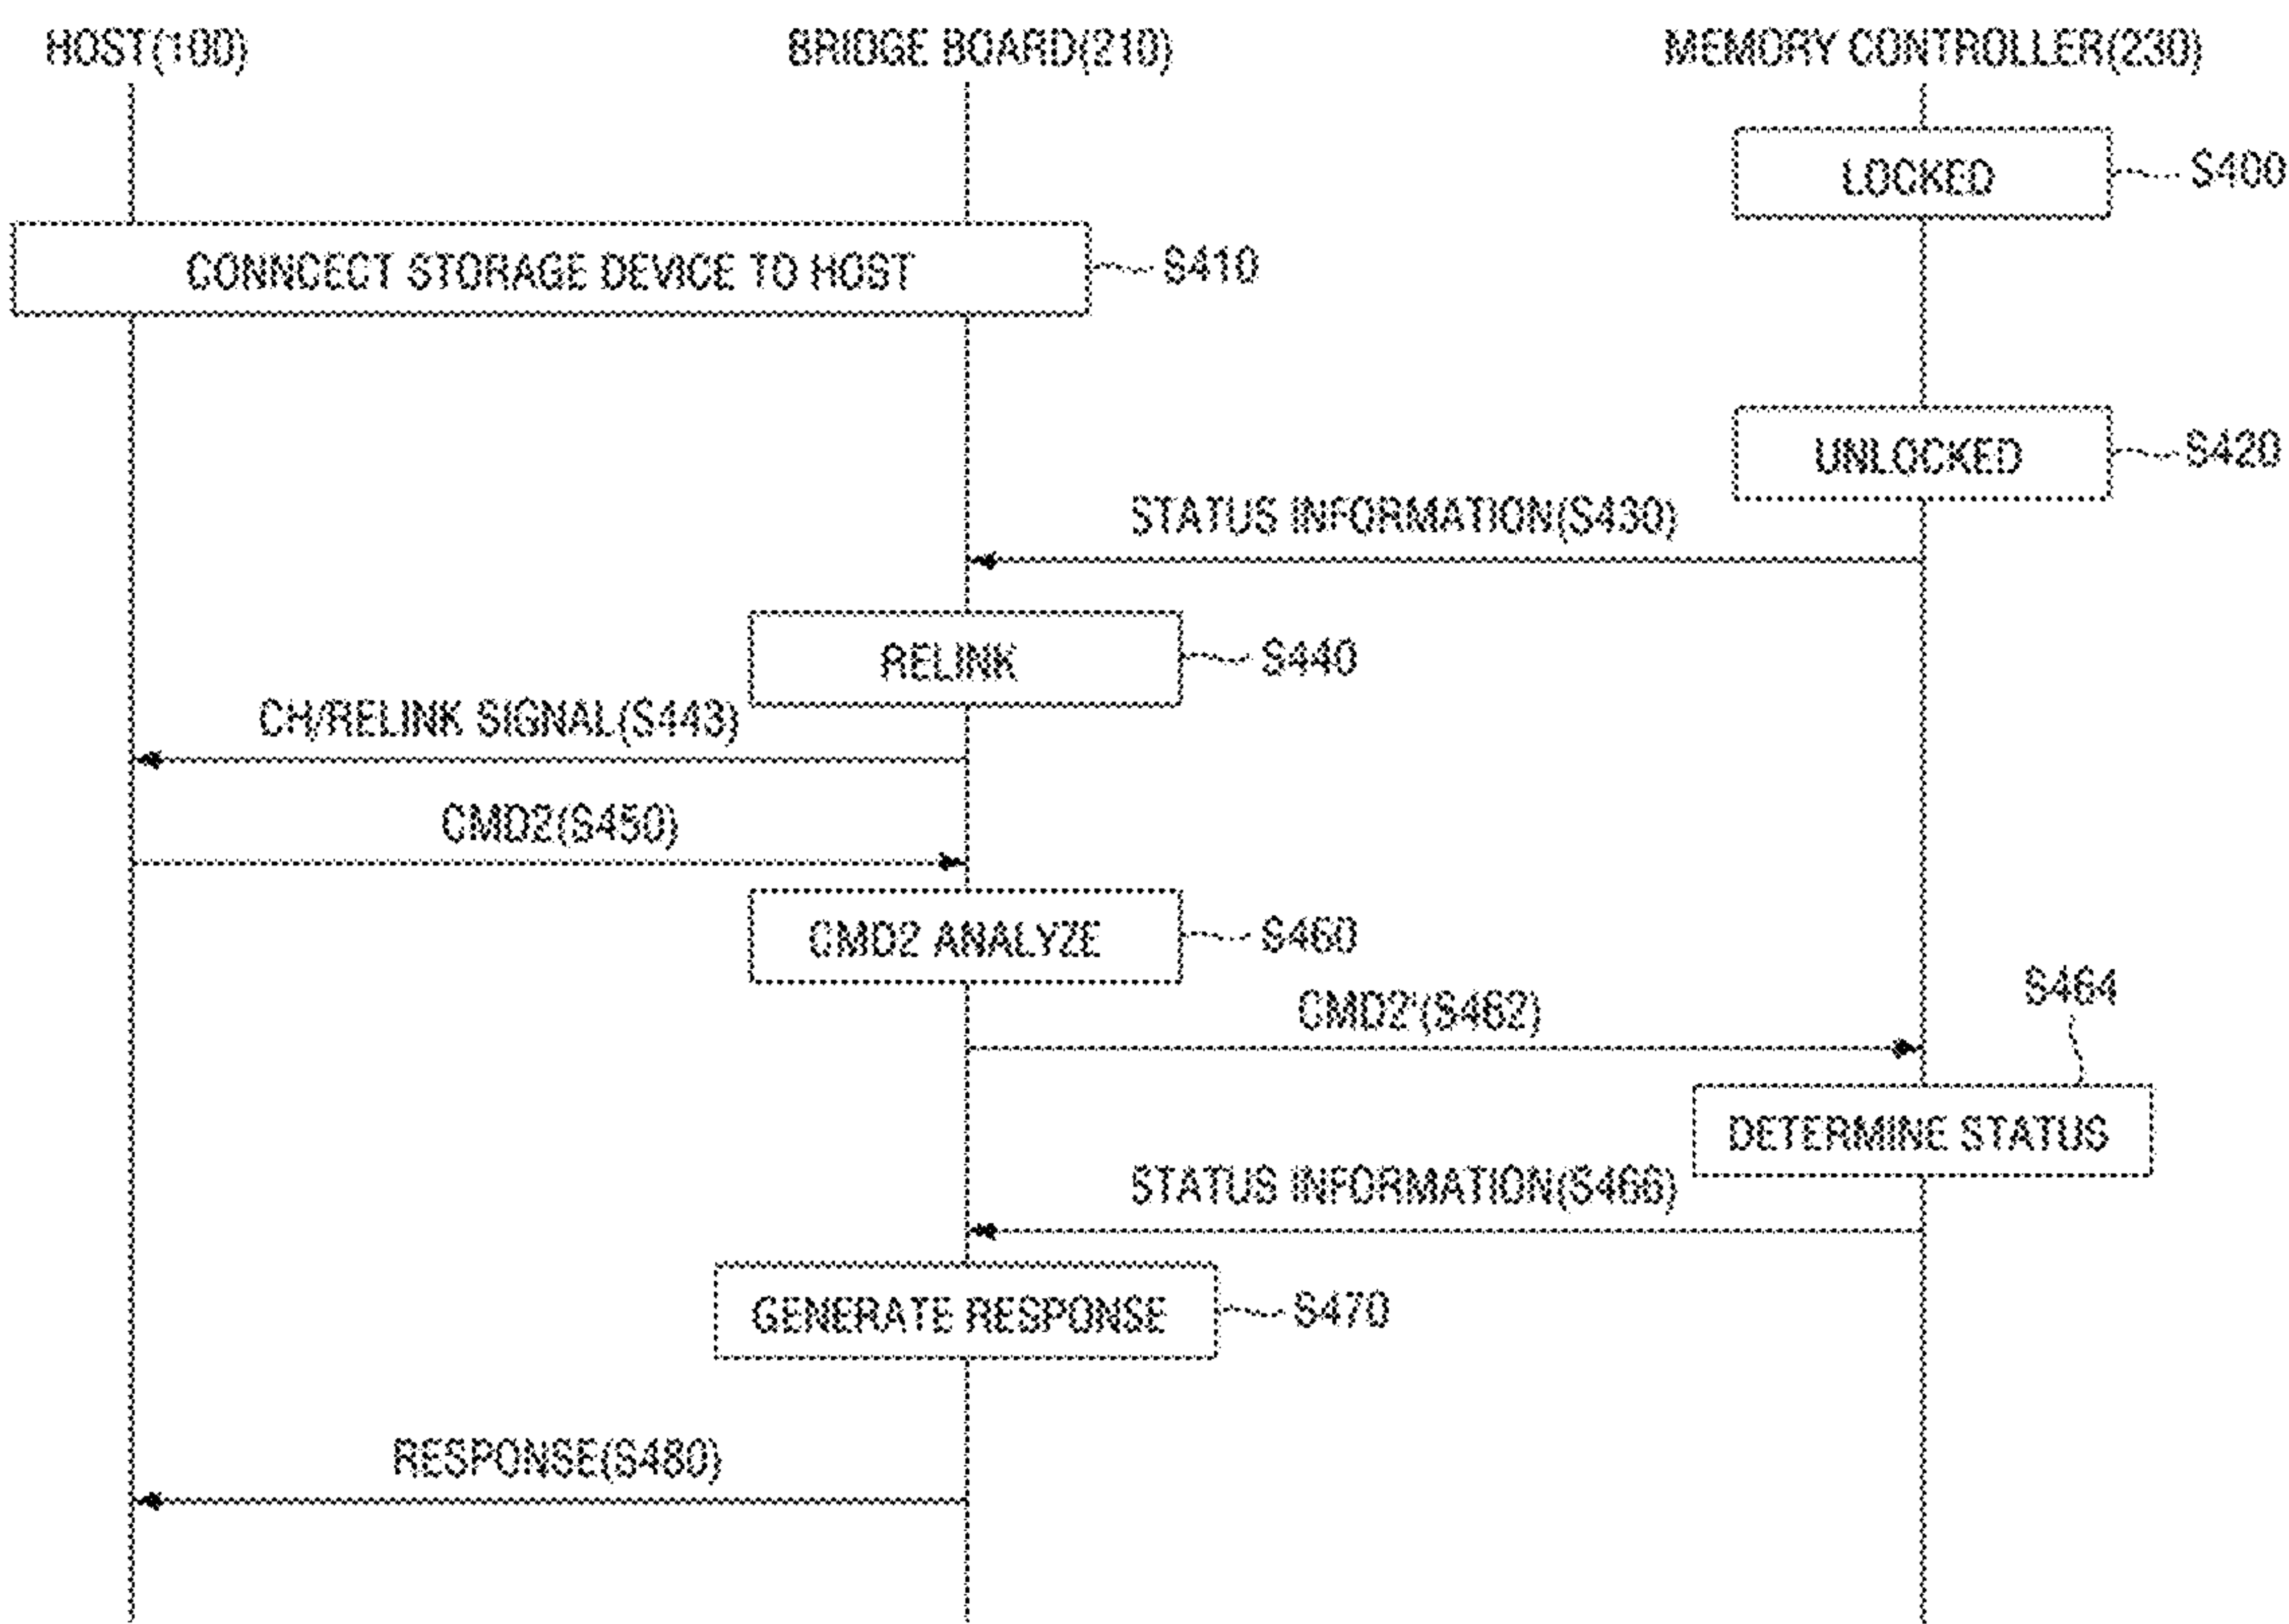 HOST(100)
BRIDGE BOARD(210)
MEMORY CONTROLLER(230)
LOCKED
S400
CONNCECT STORAGE DEVICE TO HOST
S410
UNLOCKED
S420
STATUS INFORMATION(S430)
RELINK
S440
CH/RELINK SIGNAL(S443)
CMD2(S450)
CMD2 ANALYZE
S460
CMD2'(S462)
S464
DETERMINE STATUS
STATUS INFORMATION(S466)
GENERATE RESPONSE
S470
RESPONSE(S480)